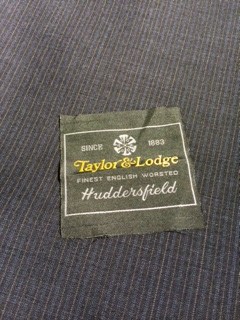 SINCE 1883
Taylor & Lodge
FINEST ENGLISH WORSTED
Huddersfield